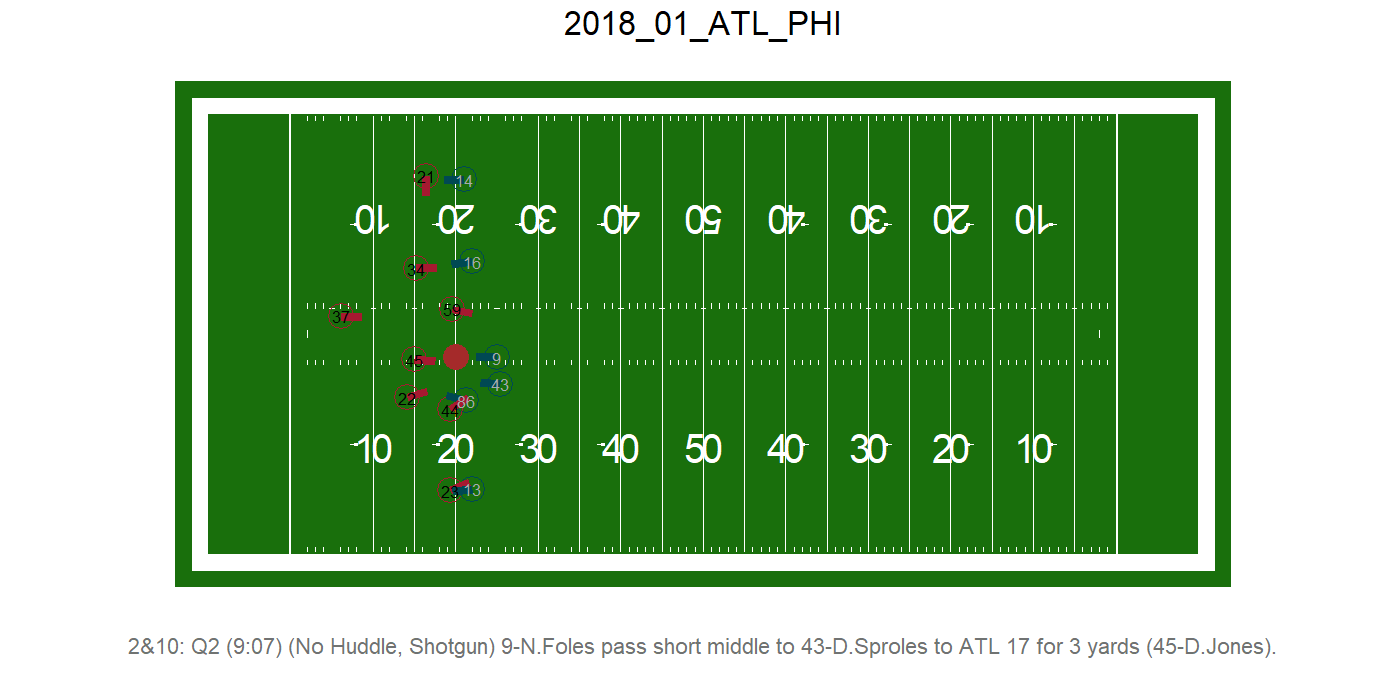 2018_01_ATL_PHI
21 14
10 20 30 40 50 40 30 20 10
34 16
37 59
45 9
43
22 86
44
10 20 30 40 50 40 30 20 10
23 13
2&10: Q2 (9:07) (No Huddle, Shotgun) 9-N.Foles pass short middle to 43-D.Sproles to ATL 17 for 3 yards (45-D.Jones).